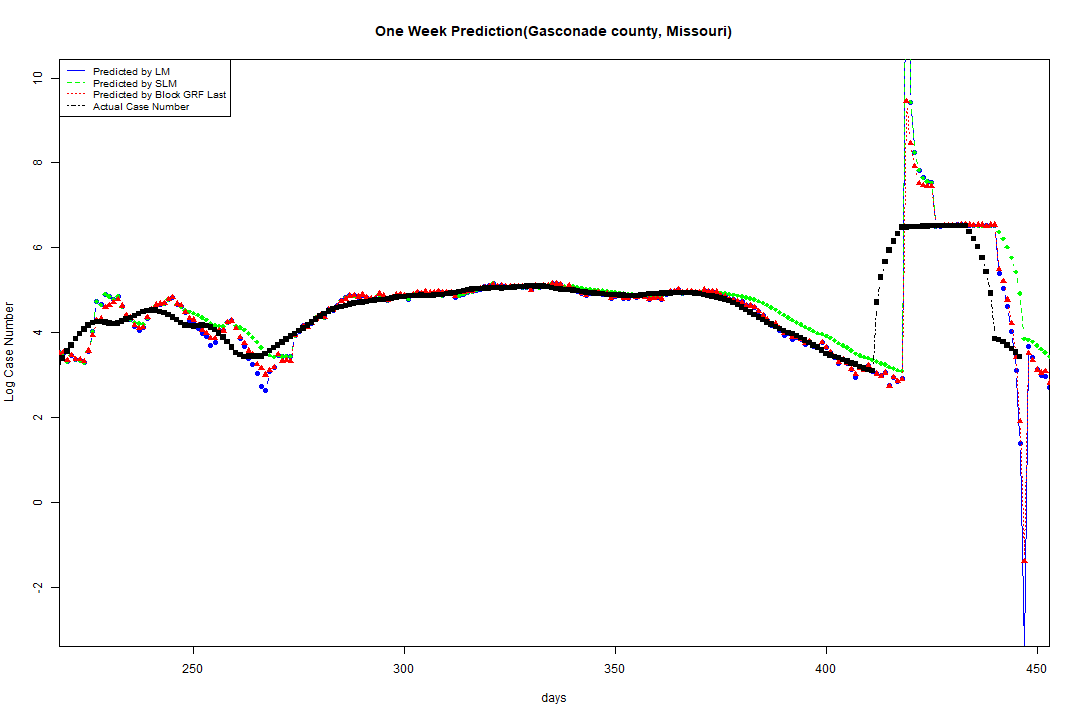 One Week Prediction(Gasconade county, Missouri)
Predicted by LM
Predicted by SLM
Predicted by Block GRF Last
Actual Case Number
10
8
6
4
2
0
-2
Log Case Number
250 300 350 400 450
days